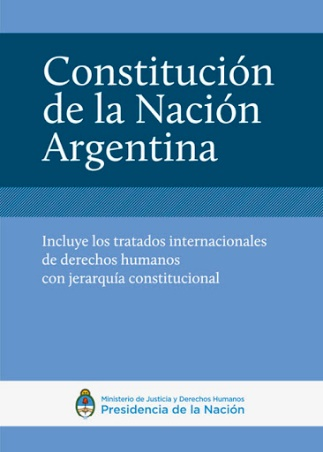 Constitución
de la Nación
Argentina
Incluye los tratados internacionales
de derechos humanos
con jerarquía constitucional
Ministerio de Justicia y Derechos Humanos
Presidencia de la Nación